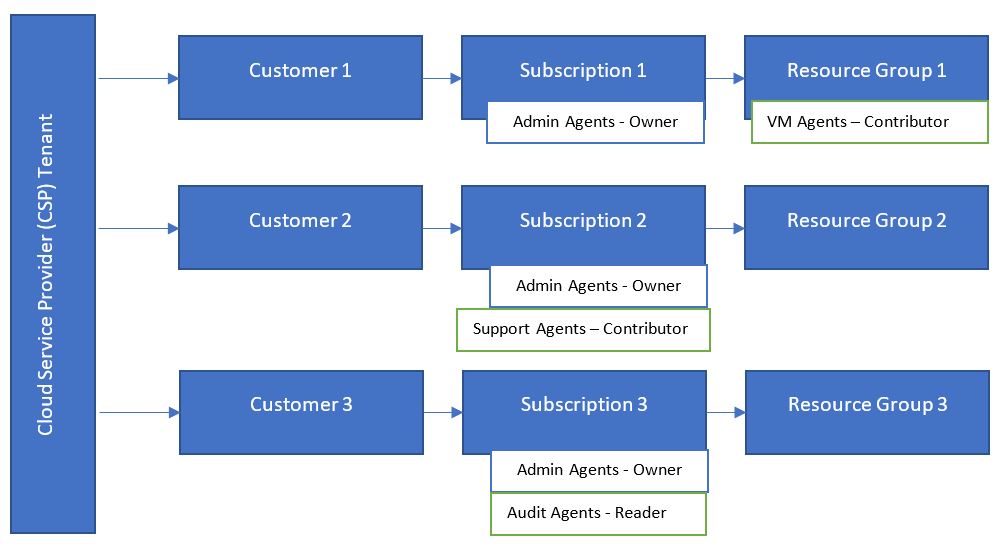 Cloud Service Provider (CSP) Tenant
Customer 1
Subscription 1
Resource Group 1
Admin Agents - Owner
VM Agents – Contributor
Customer 2
Subscription 2
Resource Group 2
Admin Agents - Owner
Support Agents – Contributor
Customer 3
Subscription 3
Resource Group 3
Admin Agents - Owner
Audit Agents - Reader